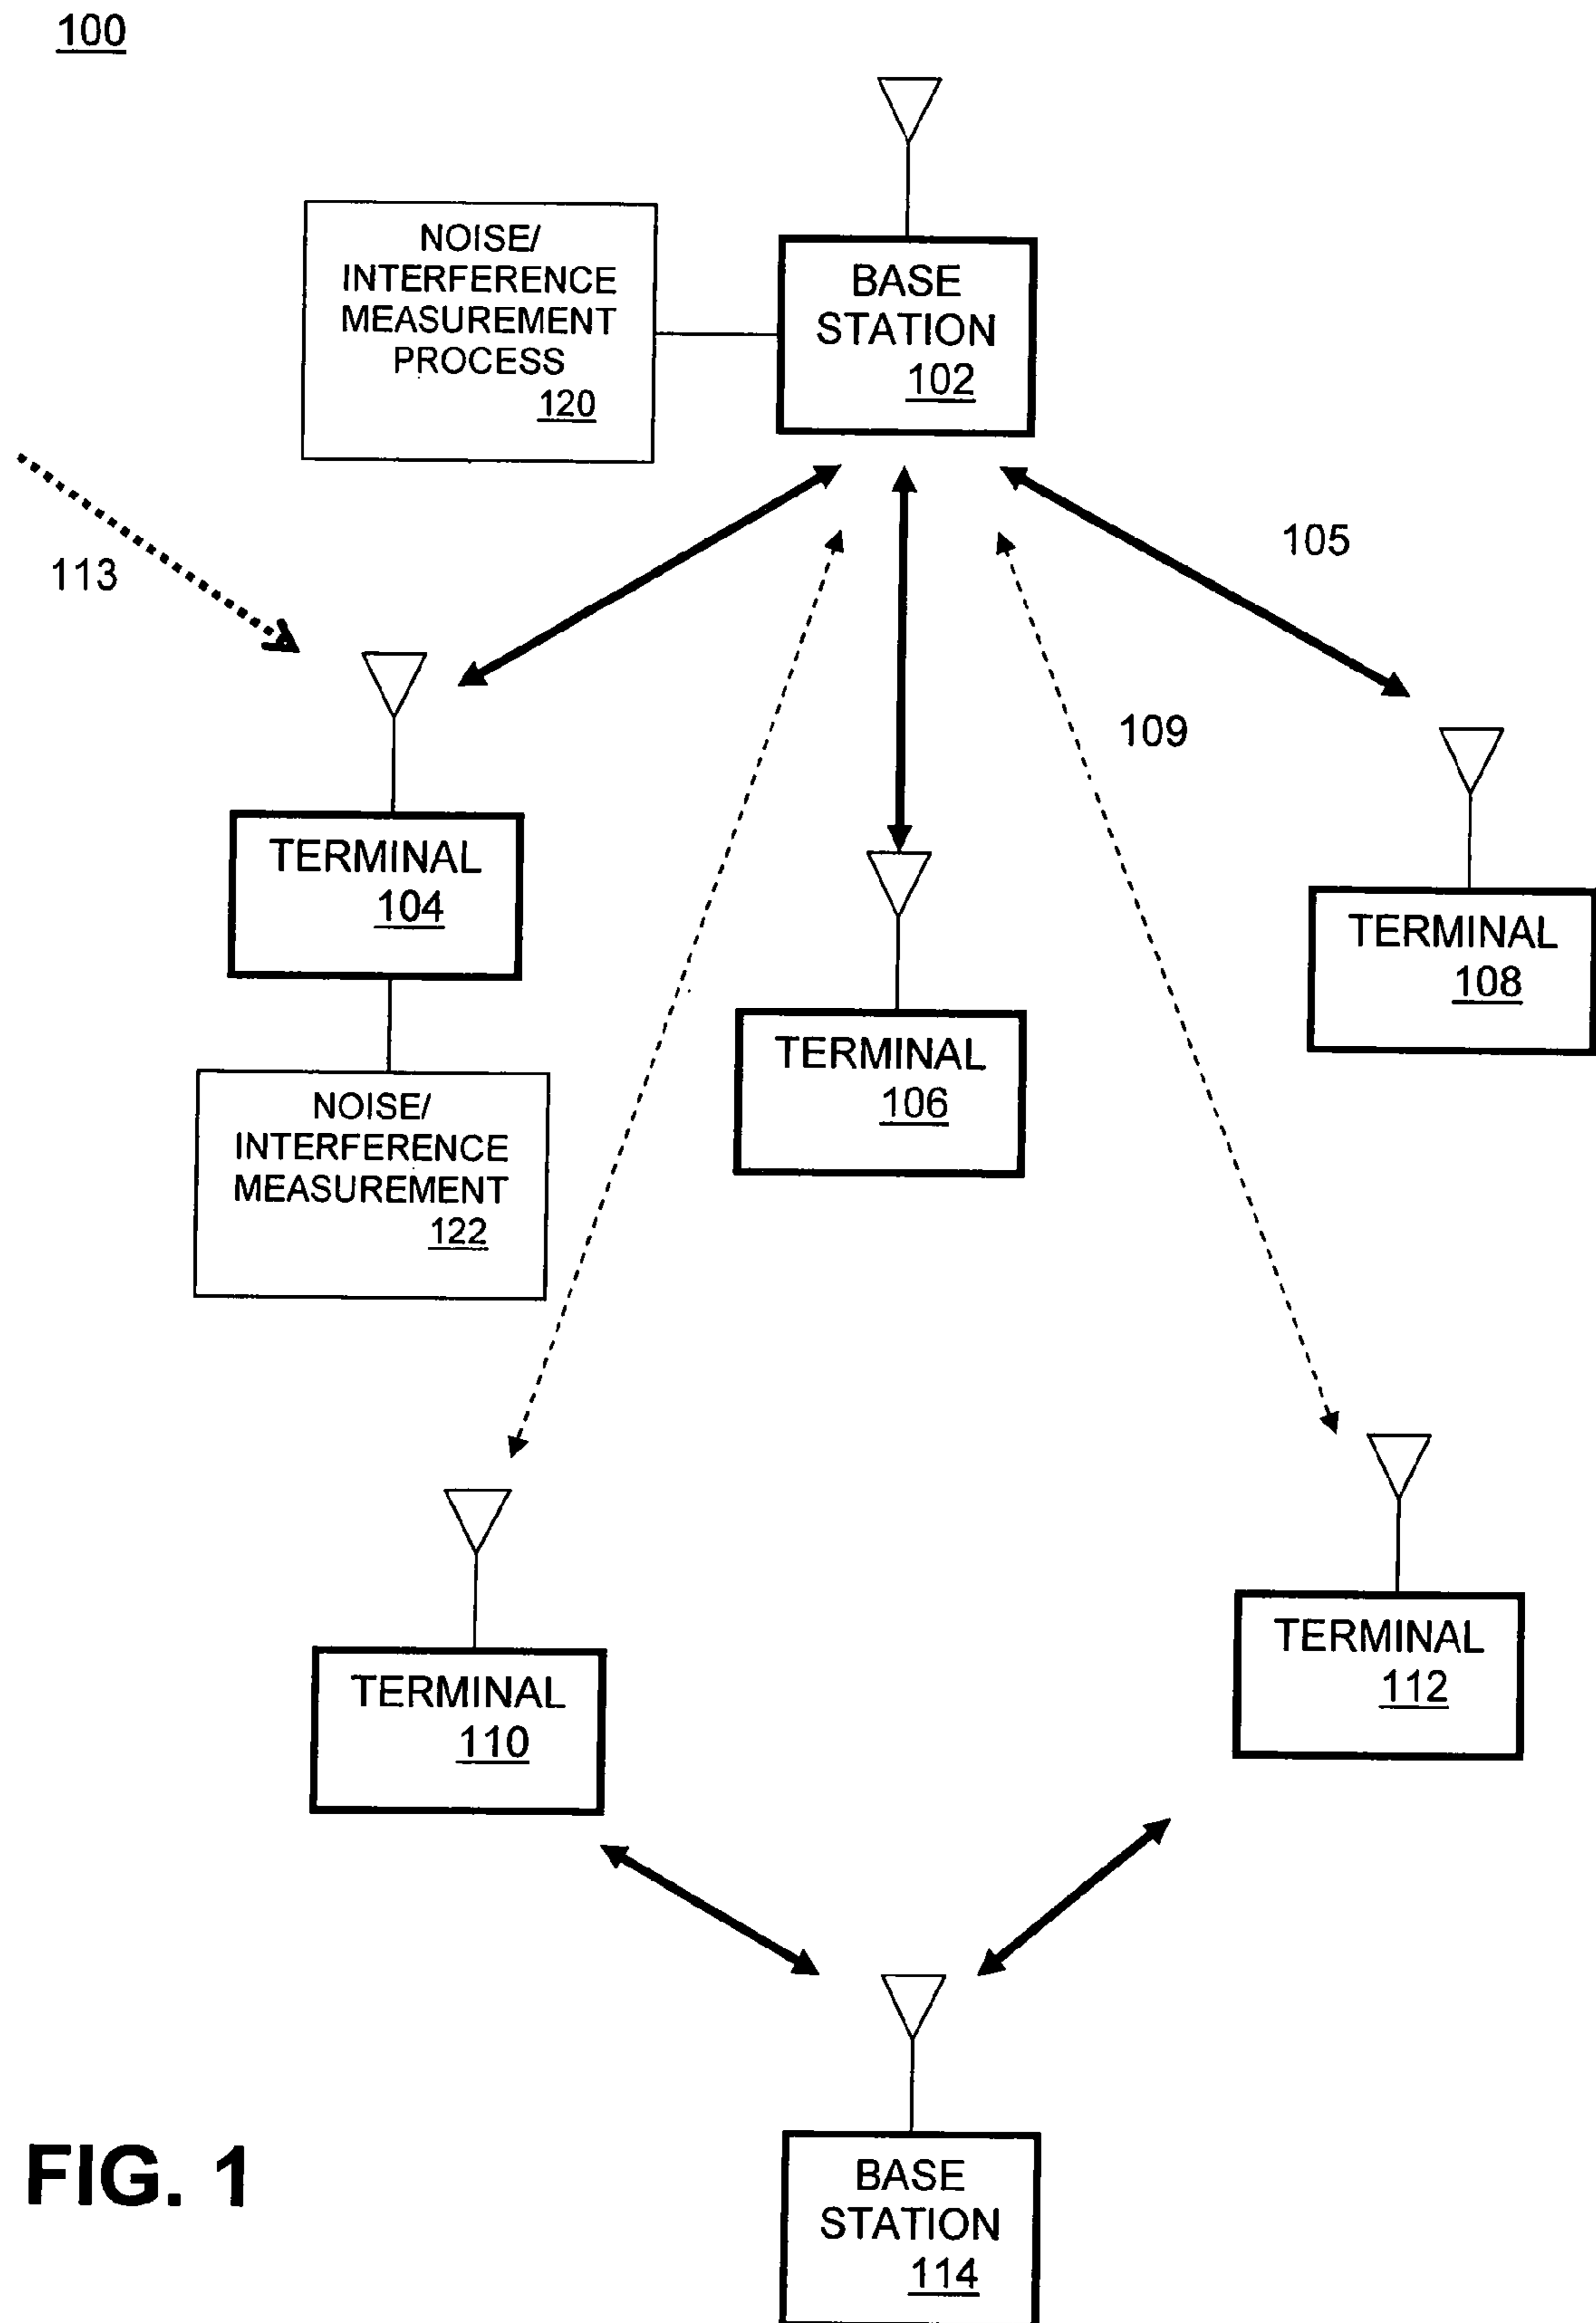 100
NOISE/
INTERFERENCE
MEASUREMENT
PROCESS
120
BASE
STATION
102
113
105
109
TERMINAL
104
TERMINAL
108
TERMINAL
106
NOISE/
INTERFERENCE
MEASUREMENT
122
TERMINAL
112
TERMINAL
110
BASE
STATION
114
FIG. 1